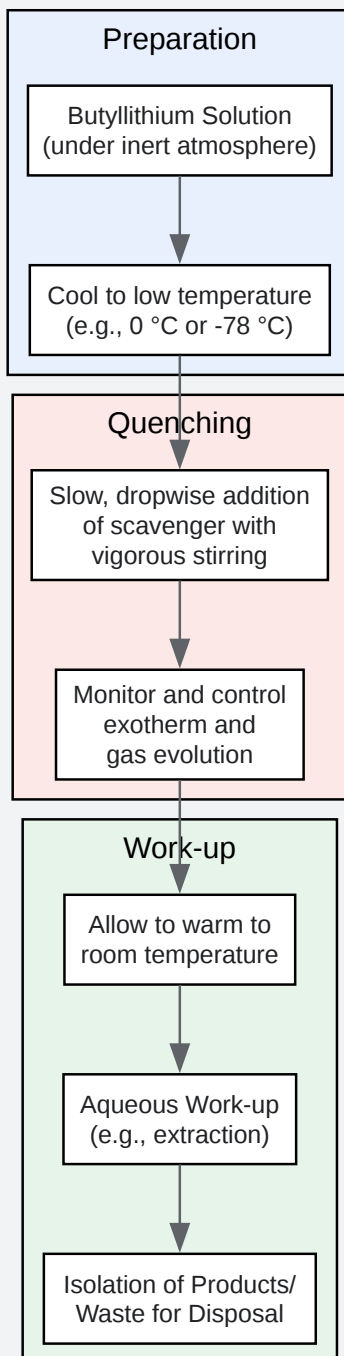 Preparation
Butyllithium Solution
(under inert atmosphere)
Cool to low temperature
(e.g., 0 °C or -78 °C)
Quenching
Slow, dropwise addition
of scavenger with
vigorous stirring
Monitor and control
exotherm and
gas evolution
Work-up
Allow to warm to
room temperature
Aqueous Work-up
(e.g., extraction)
Isolation of Products/
Waste for Disposal